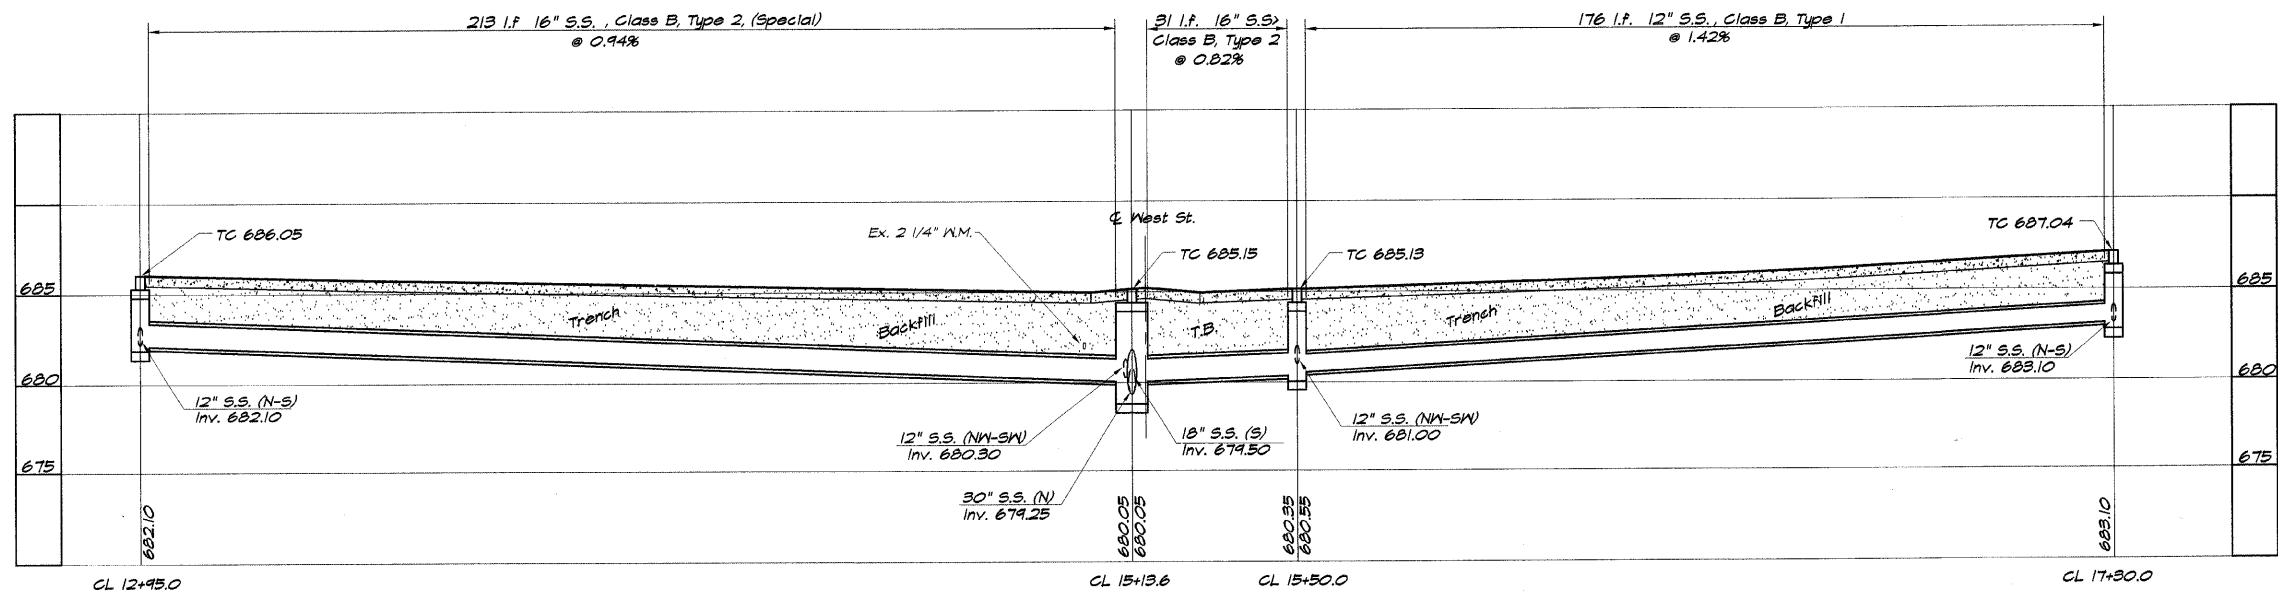 213 l.f. 16" S.S. , Class B, Type 2, (Special)
@ 0.94%
31 l.f. 16" S.S.
Class B, Type 2
@ 0.82%
176 l.f. 12" S.S., Class B, Type 1
@ 1.42%
℄ West St.
TC 686.05
Ex. 2 1/4" W.M.
TC 685.15
TC 685.13
TC 687.04
685
685
Trench
Backfill
T.B.
Trench
Backfill
680
680
12" S.S. (N-S)
Inv. 682.10
12" S.S. (NW-SW)
Inv. 680.30
18" S.S. (S)
Inv. 679.50
12" S.S. (NW-SW)
Inv. 681.00
12" S.S. (N-S)
Inv. 683.10
675
675
30" S.S. (N)
Inv. 679.25
682.10
680.05
680.05
680.35
680.55
683.10
CL 12+95.0
CL 15+13.6
CL 15+50.0
CL 17+30.0